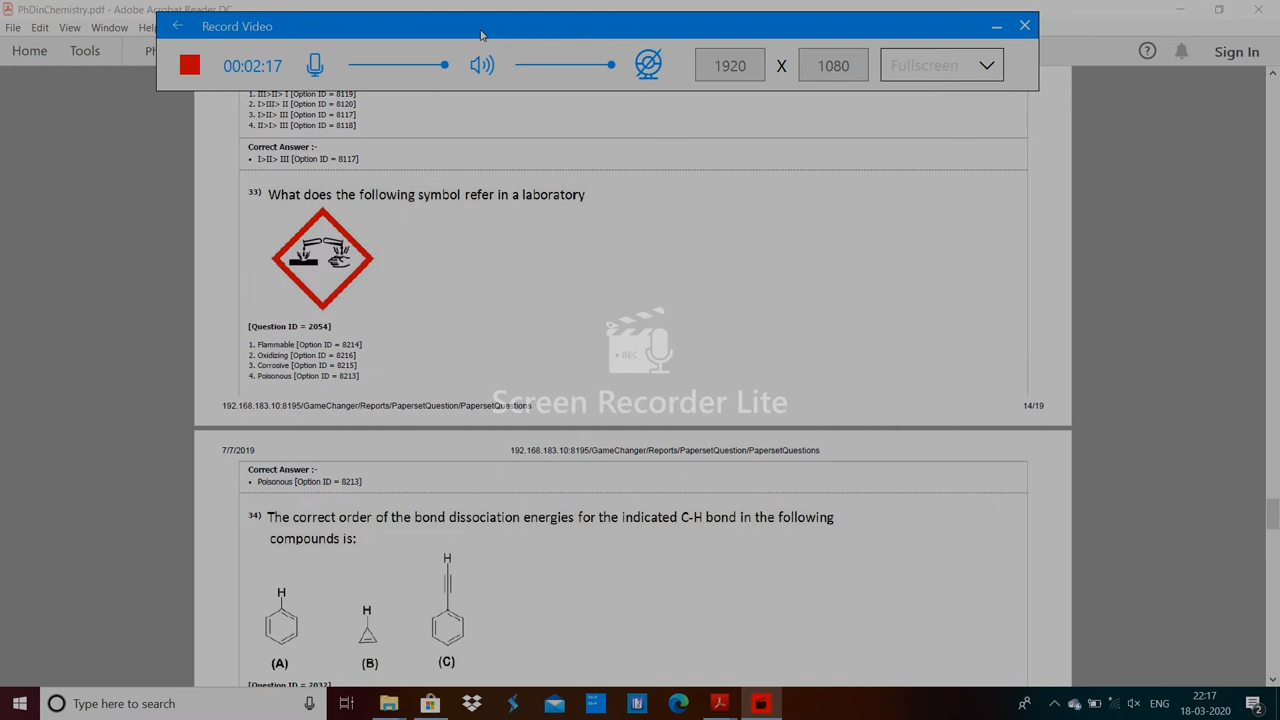 PhDinChemistry.pdf - Adobe Acrobat Reader DC
File Edit View Window
Record Video
Home Tools
00:02:17
1920 X 1080 Fullscreen
Sign In
1. III>II> I [Option ID = 8119]
2. I>III> II [Option ID = 8120]
3. I>II> III [Option ID = 8117]
4. II>I> III [Option ID = 8118]
Correct Answer :-
• I>II> III [Option ID = 8117]
33) What does the following symbol refer in a laboratory
[Question ID = 2054]
1. Flammable [Option ID = 8214]
2. Oxidizing [Option ID = 8216]
3. Corrosive [Option ID = 8215]
4. Poisonous [Option ID = 8213]
• REC
Screen Recorder Lite
192.168.183.10:8195/GameChanger/Reports/PapersetQuestion/PapersetQuestions 14/19
7/7/2019 192.168.183.10:8195/GameChanger/Reports/PapersetQuestion/PapersetQuestions
Correct Answer :-
• Poisonous [Option ID = 8213]
34) The correct order of the bond dissociation energies for the indicated C-H bond in the following
compounds is:
H H H
(A) (B) (C)
[Question ID = 2032]
Type here to search
22:17
18-03-2020
2